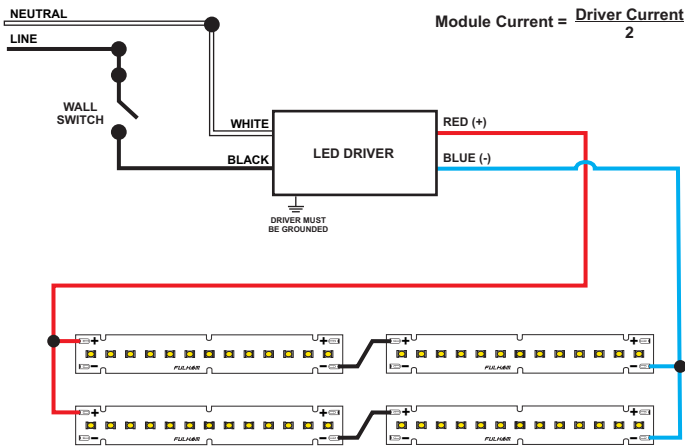 NEUTRAL
LINE
Module Current = Driver Current
2
WALL
SWITCH
WHITE
BLACK
LED DRIVER
RED (+)
BLUE (-)
DRIVER MUST
BE GROUNDED
+ + + +
- - - -
FULHAM FULHAM
+ + + +
- - - -
FULHAM FULHAM